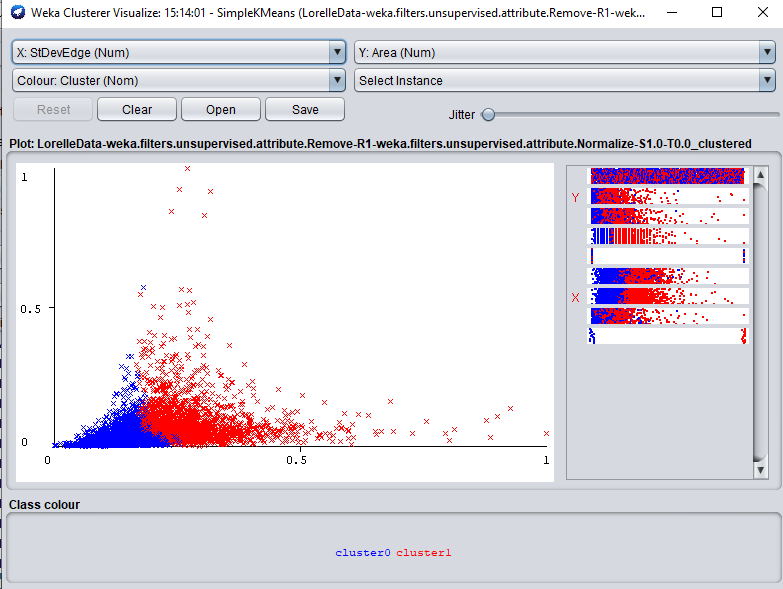 Weka Clusterer Visualize: 15:14:01 - SimpleKMeans (LorelleData-weka.filters.unsupervised.attribute.Remove-R1-wek...
X: StDevEdge (Num) Y: Area (Num)
Colour: Cluster (Nom) Select Instance
Reset Clear Open Save Jitter
Plot: LorelleData-weka.filters.unsupervised.attribute.Remove-R1-weka.filters.unsupervised.attribute.Normalize-S1.0-T0.0_clustered
1
Y
0.5
X
0
0 0.5 1
Class colour
cluster0 cluster1